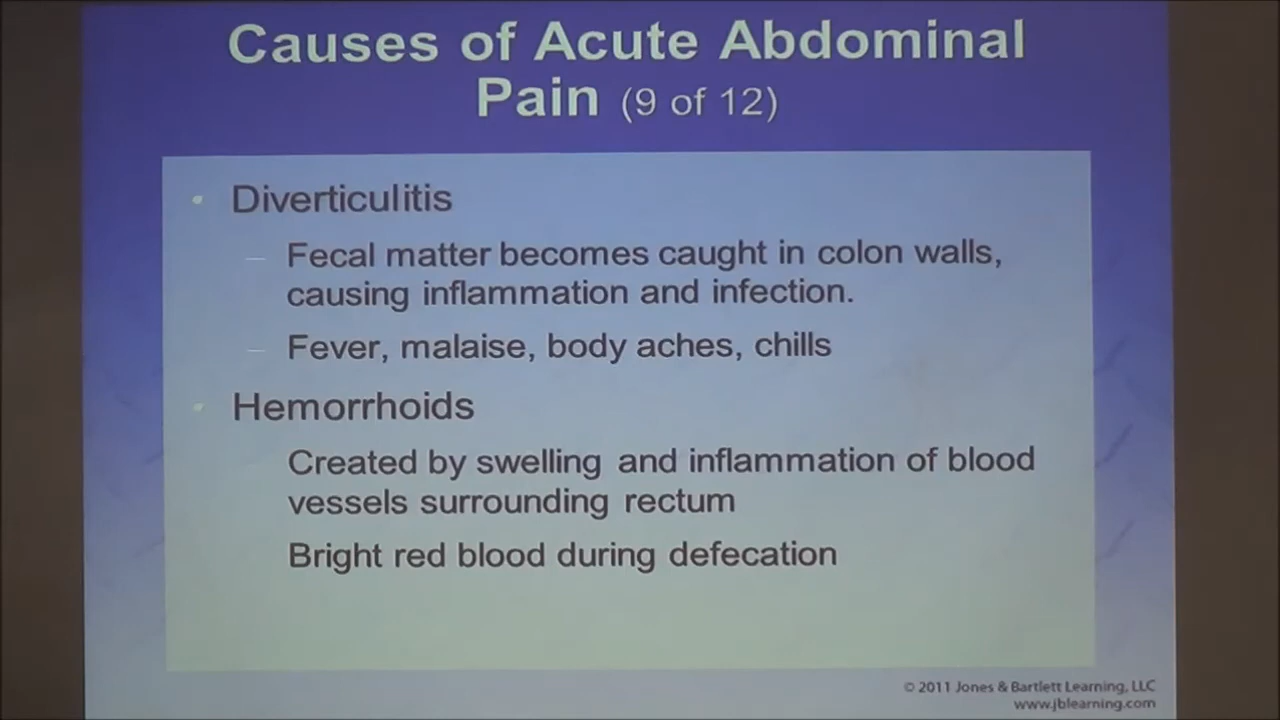 Causes of Acute Abdominal
Pain (9 of 12)
• Diverticulitis
– Fecal matter becomes caught in colon walls,
causing inflammation and infection.
– Fever, malaise, body aches, chills
• Hemorrhoids
Created by swelling and inflammation of blood
vessels surrounding rectum
Bright red blood during defecation
© 2011 Jones & Bartlett Learning, LLC
www.jblearning.com